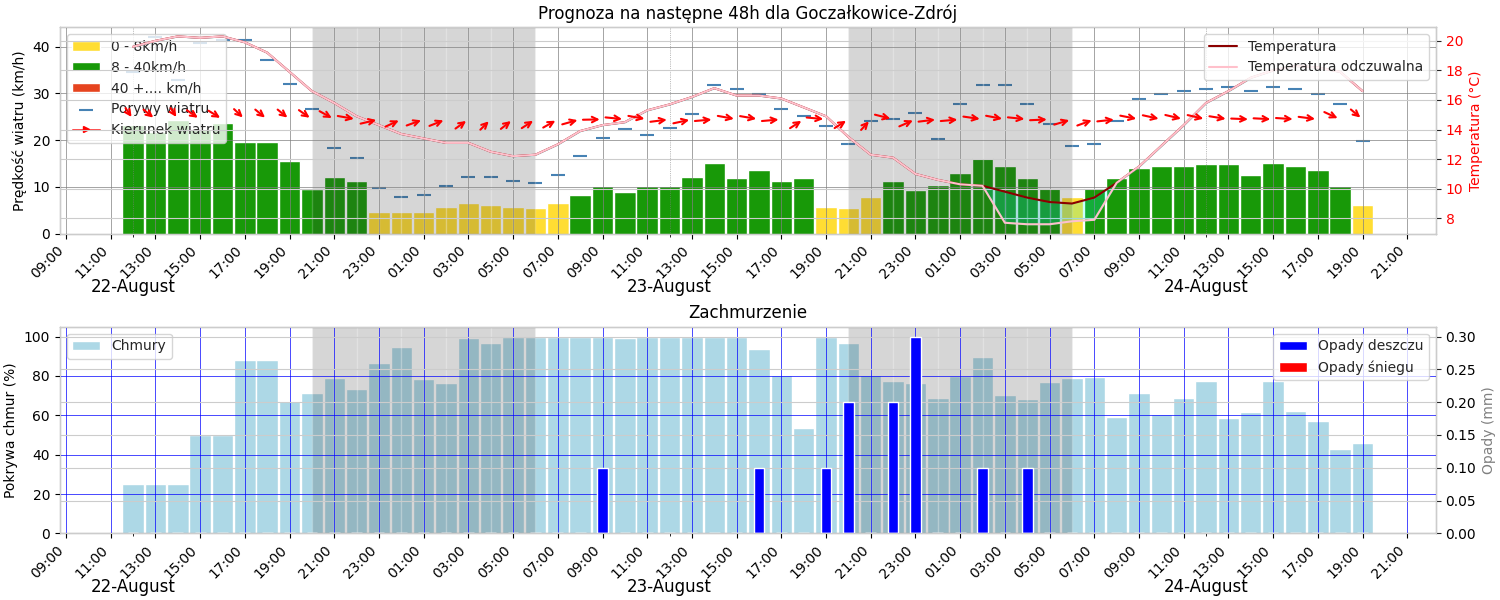 Prognoza na następne 48h dla Goczałkowice-Zdrój
Prędkość wiatru (km/h)
40
30
20
10
0
0 - 8km/h
8 - 40km/h
40 +.... km/h
Porywy wiatru
Kierunek wiatru
Temperatura
Temperatura odczuwalna
20
18
16
14
12
10
8
Temperatura (°C)
09:00 11:00 13:00 15:00 17:00 19:00 21:00 23:00 01:00 03:00 05:00 07:00 09:00 11:00 13:00 15:00 17:00 19:00 21:00 23:00 01:00 03:00 05:00 07:00 09:00 11:00 13:00 15:00 17:00 19:00 21:00
22-August 23-August 24-August
Zachmurzenie
Pokrywa chmur (%)
100
80
60
40
20
0
Chmury
Opady deszczu
Opady śniegu
0.30
0.25
0.20
0.15
0.10
0.05
0.00
Opady (mm)
09:00 11:00 13:00 15:00 17:00 19:00 21:00 23:00 01:00 03:00 05:00 07:00 09:00 11:00 13:00 15:00 17:00 19:00 21:00 23:00 01:00 03:00 05:00 07:00 09:00 11:00 13:00 15:00 17:00 19:00 21:00
22-August 23-August 24-August